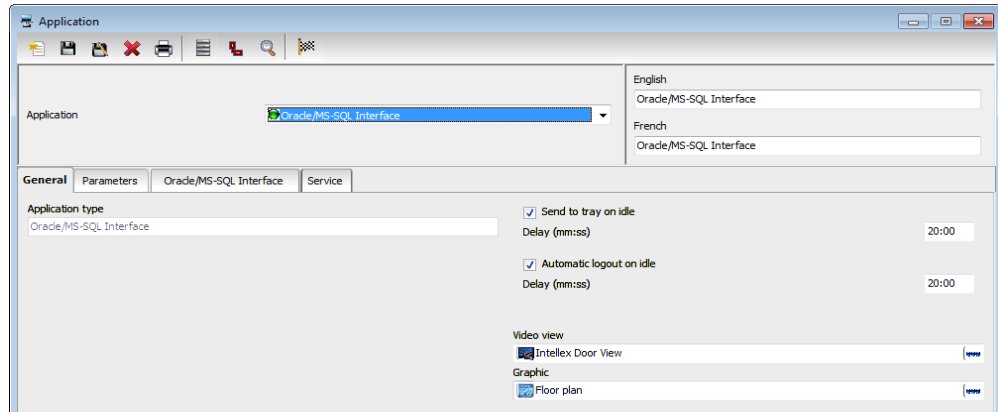 Application
English
Oracle/MS-SQL Interface
Application
Oracle/MS-SQL Interface
French
Oracle/MS-SQL Interface
General Parameters Oracle/MS-SQL Interface Service
Application type
Oracle/MS-SQL Interface
Send to tray on idle
Delay (mm:ss) 20:00
Automatic logout on idle
Delay (mm:ss) 20:00
Video view
Intellex Door View
Graphic
Floor plan